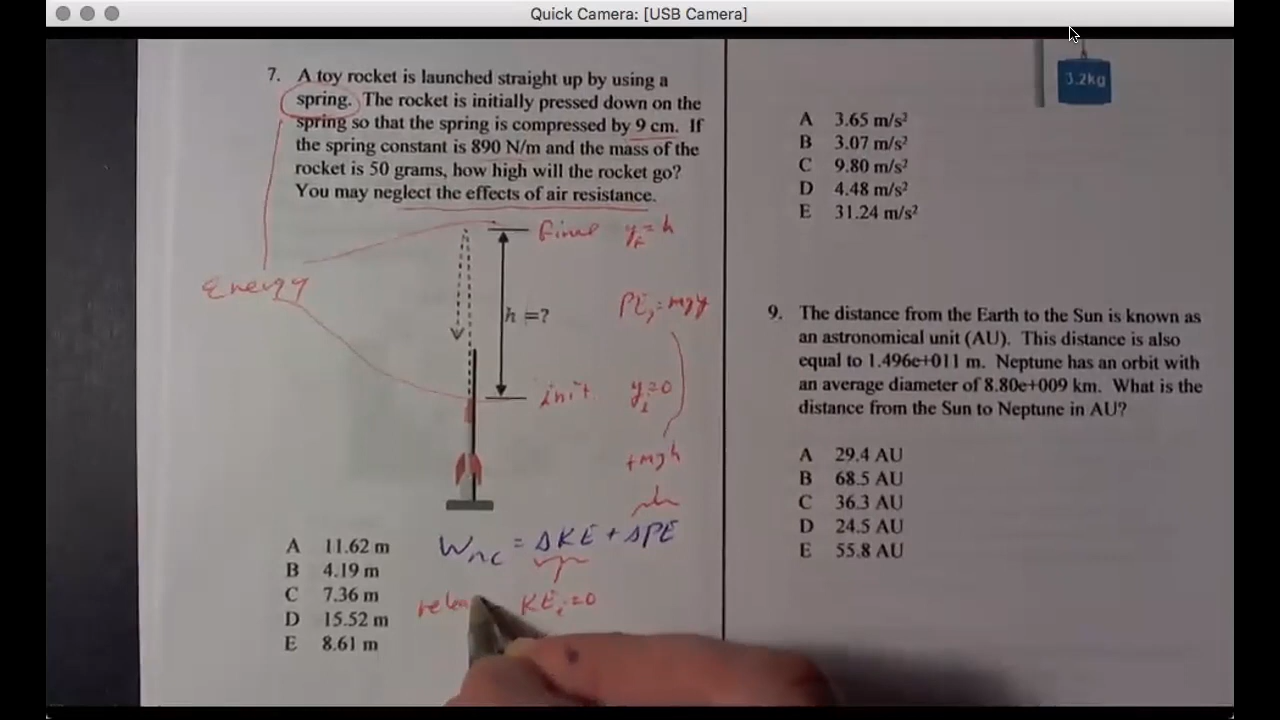 Quick Camera: [USB Camera]
7. A toy rocket is launched straight up by using a
spring. The rocket is initially pressed down on the
spring so that the spring is compressed by 9 cm. If
the spring constant is 890 N/m and the mass of the
rocket is 50 grams, how high will the rocket go?
You may neglect the effects of air resistance.
final y_f = h
Energy
PE_g = mgy
h = ?
init y_i = 0
+mgh
W_nc = ΔKE + ΔPE
KE_i = 0
A 11.62 m
B 4.19 m
C 7.36 m
D 15.52 m
E 8.61 m
3.2kg
A 3.65 m/s²
B 3.07 m/s²
C 9.80 m/s²
D 4.48 m/s²
E 31.24 m/s²
9. The distance from the Earth to the Sun is known as
an astronomical unit (AU). This distance is also
equal to 1.496e+011 m. Neptune has an orbit with
an average diameter of 8.80e+009 km. What is the
distance from the Sun to Neptune in AU?
A 29.4 AU
B 68.5 AU
C 36.3 AU
D 24.5 AU
E 55.8 AU